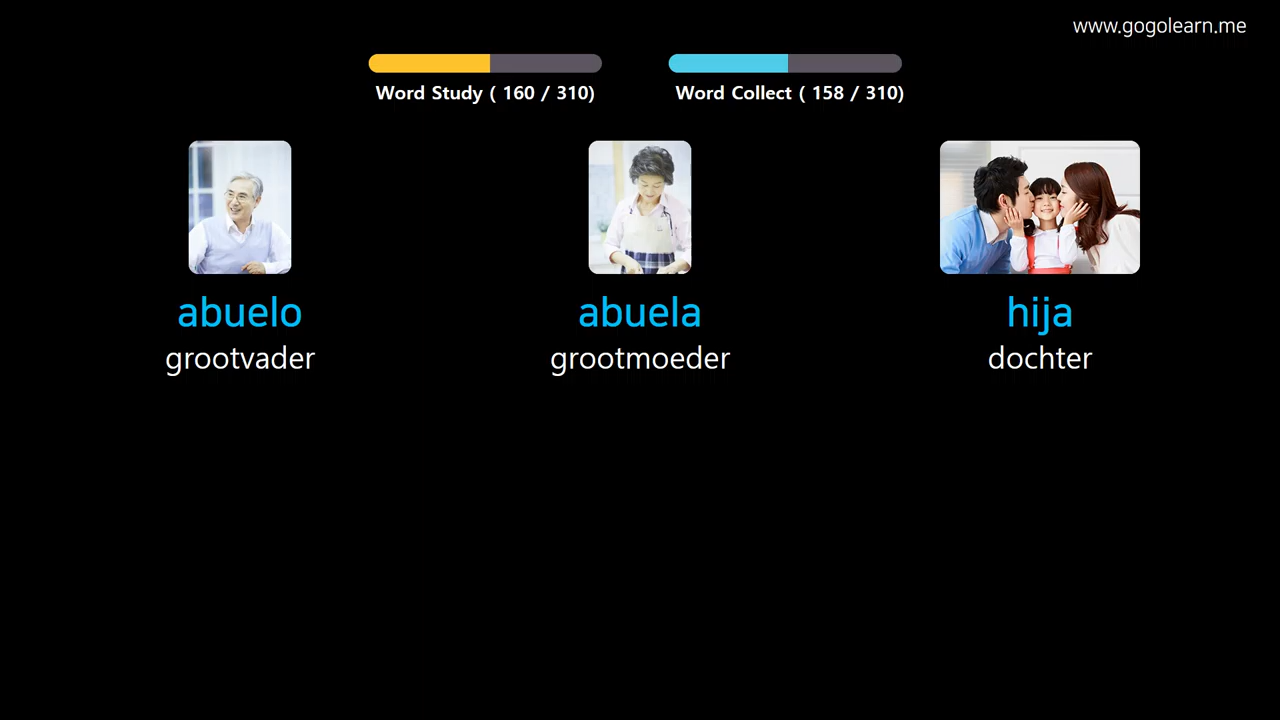 www.gogolearn.me
Word Study ( 160 / 310)
Word Collect ( 158 / 310)
abuelo
grootvader
abuela
grootmoeder
hija
dochter